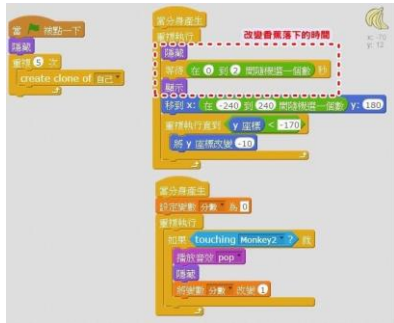 當 被點一下
隱藏
重複 5 次
create clone of 自己
當分身產生
重複執行
改變香蕉落下的時間
隱藏
等待 在 0 到 2 間隨機選一個數 秒
顯示
移到 x: 在 -240 到 240 間隨機選一個數 y: 180
重複執行直到 y 座標 < -170
將 y 座標改變 -10
當分身產生
設定變數 分數 為 0
重複執行
如果 touching Monkey2 ?
播放音效 pop
隱藏
將變數 分數 改變 1
x: -70
y: 12